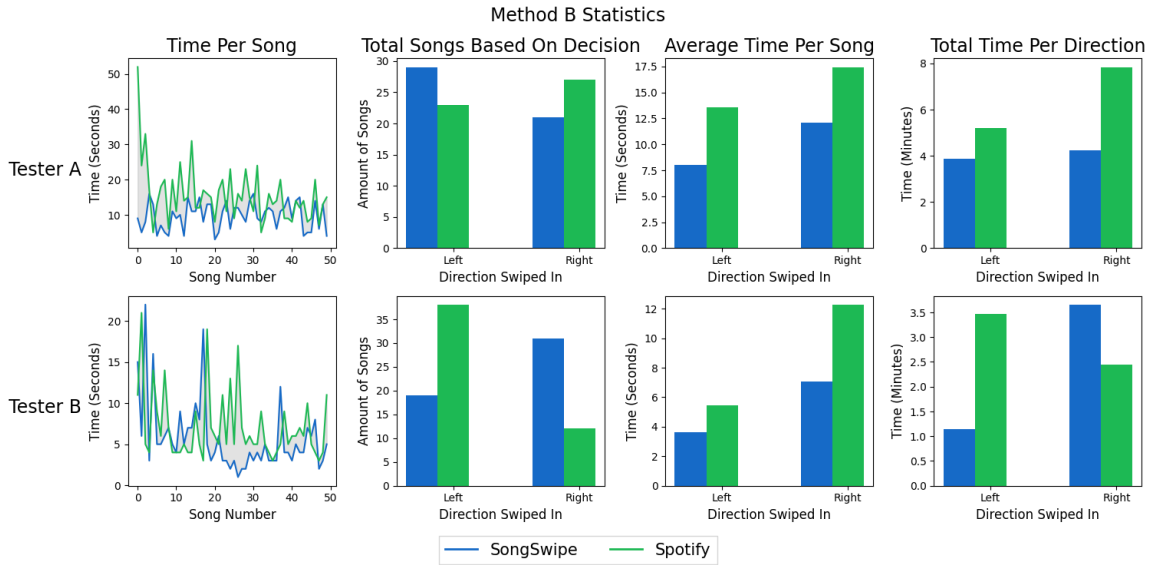 Method B Statistics
Time Per Song
Total Songs Based On Decision
Average Time Per Song
Total Time Per Direction
Tester A
Time (Seconds)
50
40
30
20
10
0 10 20 30 40 50
Song Number
Amount of Songs
30
25
20
15
10
5
0
Left Right
Direction Swiped In
Time (Seconds)
17.5
15.0
12.5
10.0
7.5
5.0
2.5
0.0
Left Right
Direction Swiped In
Time (Minutes)
8
6
4
2
0
Left Right
Direction Swiped In
Tester B
Time (Seconds)
20
15
10
5
0
0 10 20 30 40 50
Song Number
Amount of Songs
35
30
25
20
15
10
5
0
Left Right
Direction Swiped In
Time (Seconds)
12
10
8
6
4
2
0
Left Right
Direction Swiped In
Time (Minutes)
3.5
3.0
2.5
2.0
1.5
1.0
0.5
0.0
Left Right
Direction Swiped In
SongSwipe Spotify